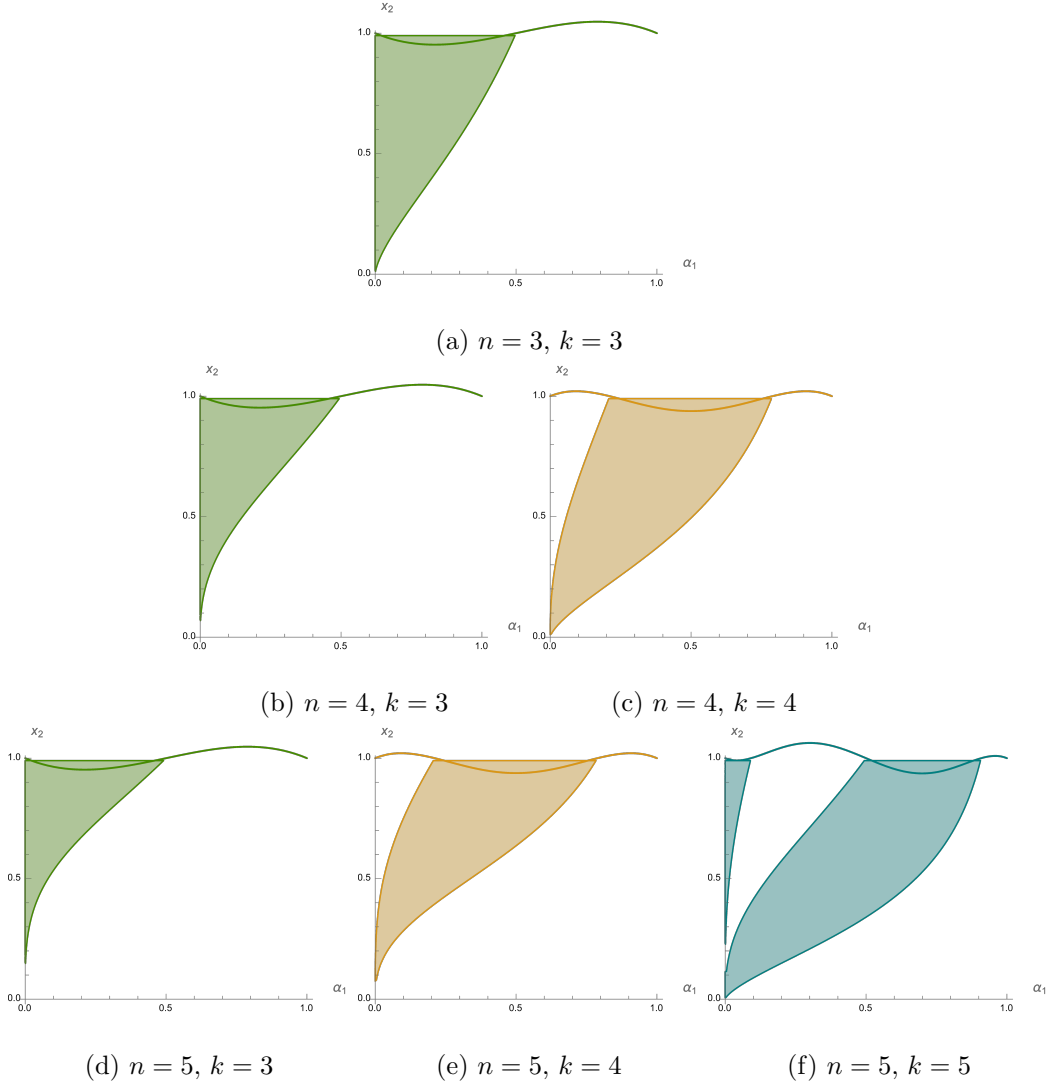 x₂
1.0
0.5
0.0
0.0 0.5 1.0
α₁
(a) n = 3, k = 3
x₂ x₂
1.0 1.0
0.5 0.5
0.0 0.0
0.0 0.5 1.0 0.0 0.5 1.0
α₁ α₁
(b) n = 4, k = 3 (c) n = 4, k = 4
x₂ x₂ x₂
1.0 1.0 1.0
0.5 0.5 0.5
0.0 0.0 0.0
0.0 0.5 1.0 0.0 0.5 1.0 0.0 0.5 1.0
α₁ α₁ α₁
(d) n = 5, k = 3 (e) n = 5, k = 4 (f) n = 5, k = 5